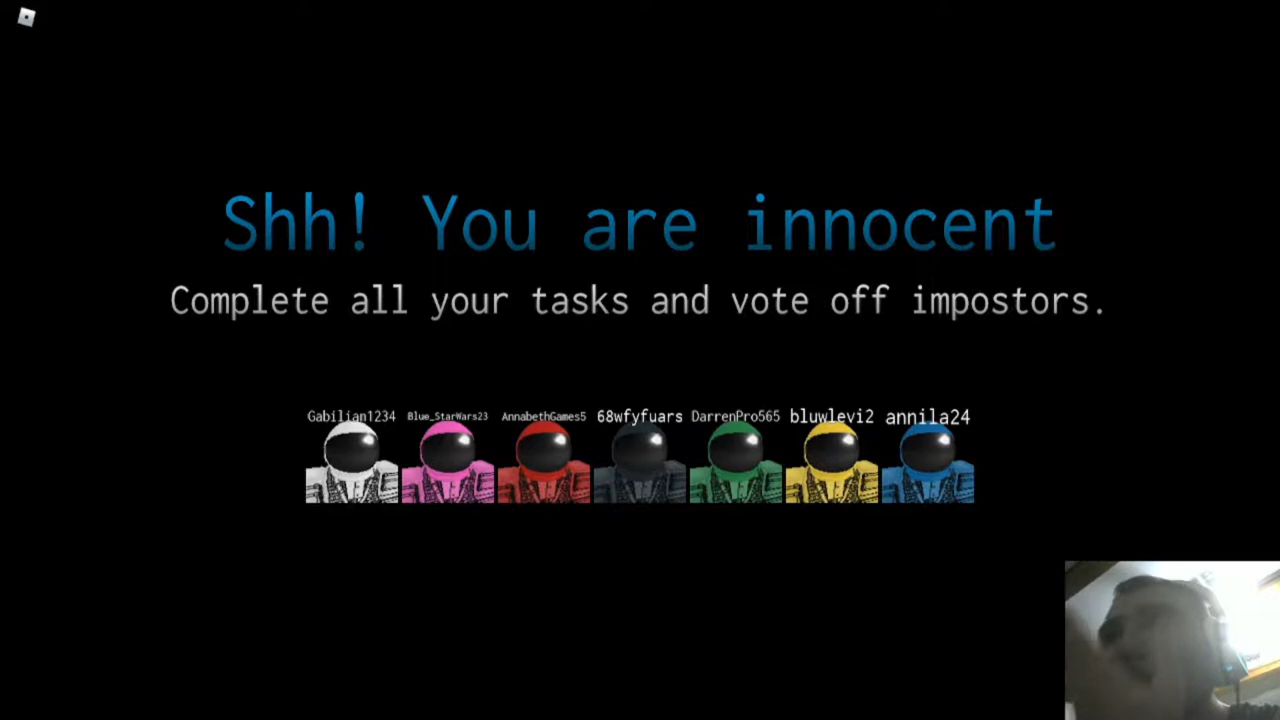 Shh! You are innocent
Complete all your tasks and vote off impostors.
Gabilian1234 Blue_StarWars23 AnnabethGames5 68wfyfuars DarrenPro565 bluwlevi2 annila24